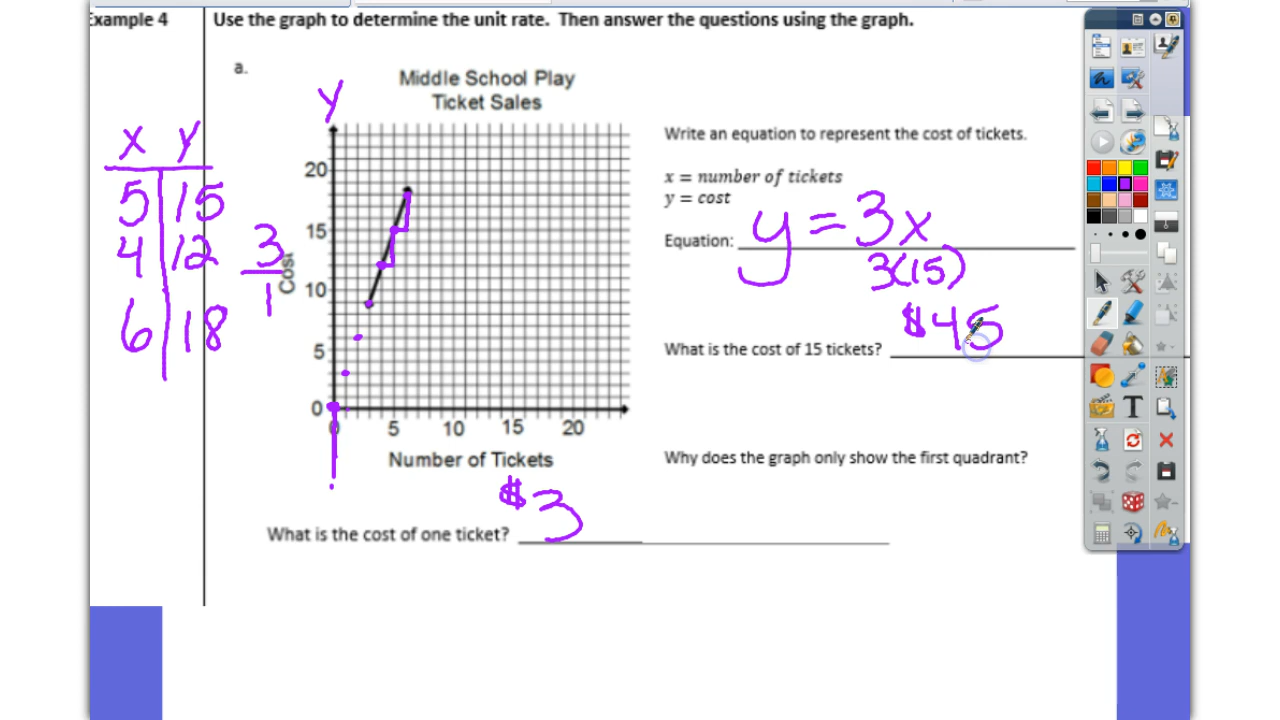 Example 4
Use the graph to determine the unit rate. Then answer the questions using the graph.
a.
Middle School Play
Ticket Sales
y
20
15
10
5
0
Cost
0 5 10 15 20
Number of Tickets
x y
5 15
4 12
6 18
3
1
Write an equation to represent the cost of tickets.
x = number of tickets
y = cost
Equation: y = 3x
3(15)
$45
What is the cost of 15 tickets?
Why does the graph only show the first quadrant?
What is the cost of one ticket? $3
T